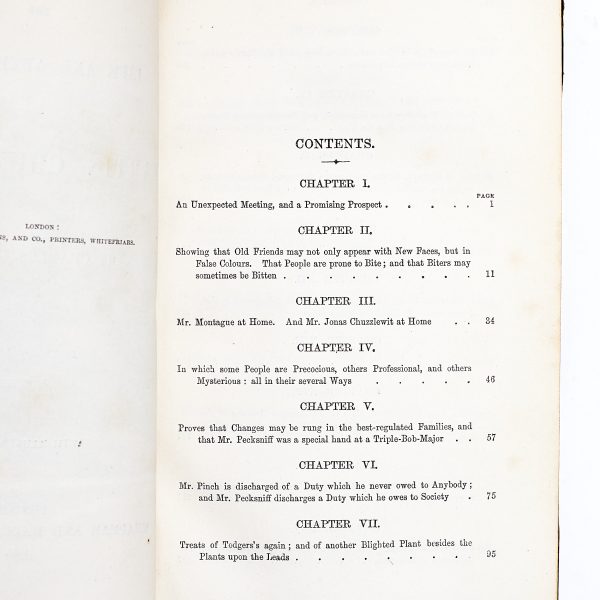 LONDON:
AND CO., PRINTERS, WHITEFRIARS.
CONTENTS.
CHAPTER I.
PAGE
An Unexpected Meeting, and a Promising Prospect . . . . . 1
CHAPTER II.
Showing that Old Friends may not only appear with New Faces, but in
False Colours. That People are prone to Bite; and that Biters may
sometimes be Bitten . . . . . . . . . 11
CHAPTER III.
Mr. Montague at Home. And Mr. Jonas Chuzzlewit at Home . . 34
CHAPTER IV.
In which some People are Precocious, others Professional, and others
Mysterious: all in their several Ways . . . . . 46
CHAPTER V.
Proves that Changes may be rung in the best-regulated Families, and
that Mr. Pecksniff was a special hand at a Triple-Bob-Major . . 57
CHAPTER VI.
Mr. Pinch is discharged of a Duty which he never owed to Anybody;
and Mr. Pecksniff discharges a Duty which he owes to Society . 75
CHAPTER VII.
Treats of Todgers's again; and of another Blighted Plant besides the
Plants upon the Leads . . . . . . . . 95